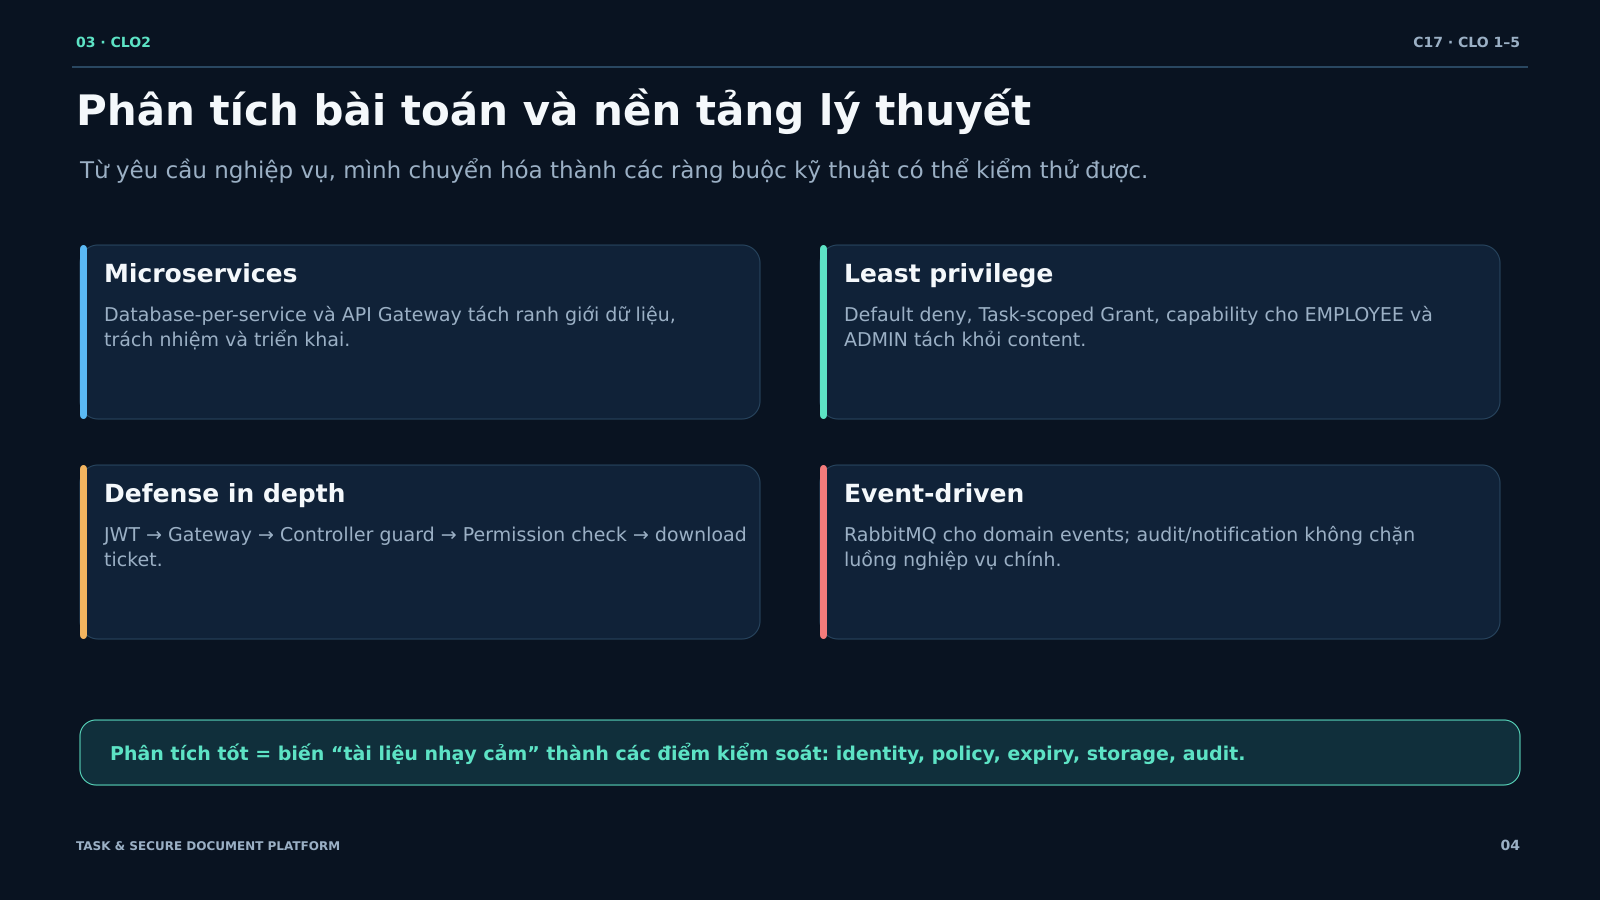 03 · CLO2
C17 · CLO 1–5
Phân tích bài toán và nền tảng lý thuyết
Từ yêu cầu nghiệp vụ, mình chuyển hóa thành các ràng buộc kỹ thuật có thể kiểm thử được.
Microservices
Database-per-service và API Gateway tách ranh giới dữ liệu,
trách nhiệm và triển khai.
Least privilege
Default deny, Task-scoped Grant, capability cho EMPLOYEE và
ADMIN tách khỏi content.
Defense in depth
JWT → Gateway → Controller guard → Permission check → download
ticket.
Event-driven
RabbitMQ cho domain events; audit/notification không chặn
luồng nghiệp vụ chính.
Phân tích tốt = biến “tài liệu nhạy cảm” thành các điểm kiểm soát: identity, policy, expiry, storage, audit.
TASK & SECURE DOCUMENT PLATFORM
04